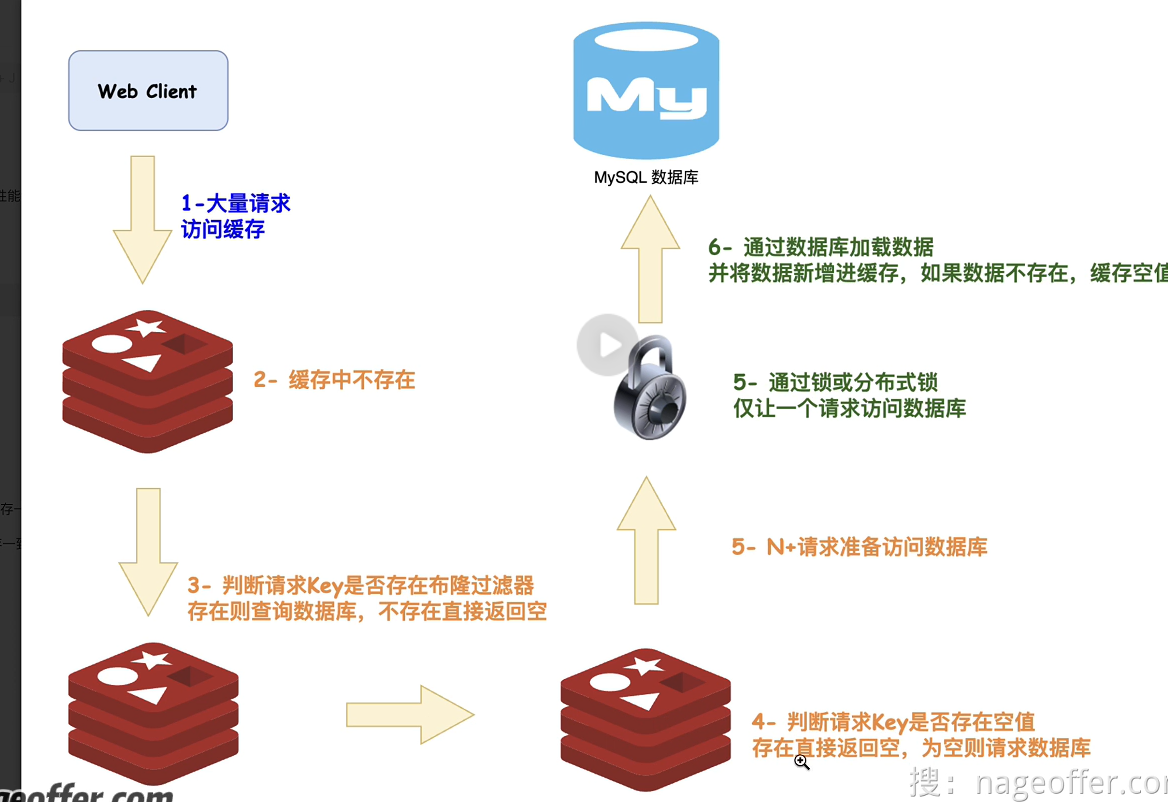 Web Client
My
MySQL 数据库
性能
1-大量请求
访问缓存
6- 通过数据库加载数据
并将数据新增进缓存，如果数据不存在，缓存空值
2- 缓存中不存在
5- 通过锁或分布式锁
仅让一个请求访问数据库
存一
5- N+请求准备访问数据库
3- 判断请求Key是否存在布隆过滤器
存在则查询数据库，不存在直接返回空
4- 判断请求Key是否存在空值
存在直接返回空，为空则请求数据库
搜：nageoffer.com
geoffer.com